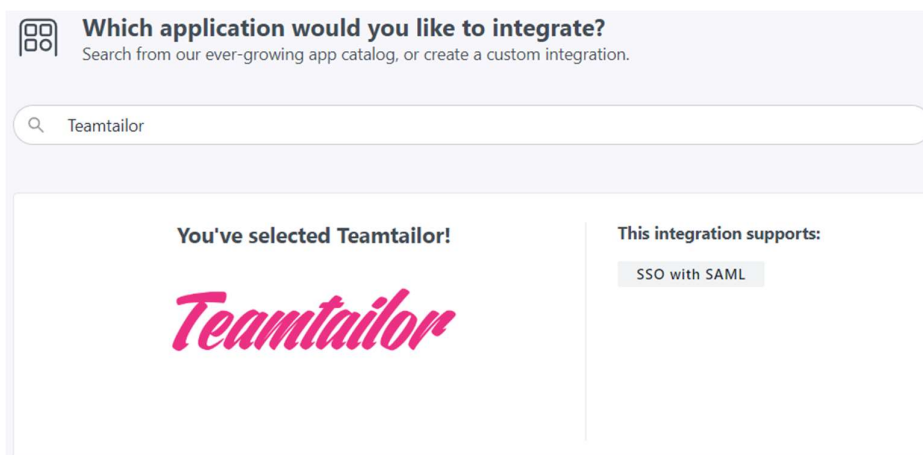 Which application would you like to integrate?
Search from our ever-growing app catalog, or create a custom integration.
Teamtailor
You've selected Teamtailor!
Teamtailor
This integration supports:
SSO with SAML